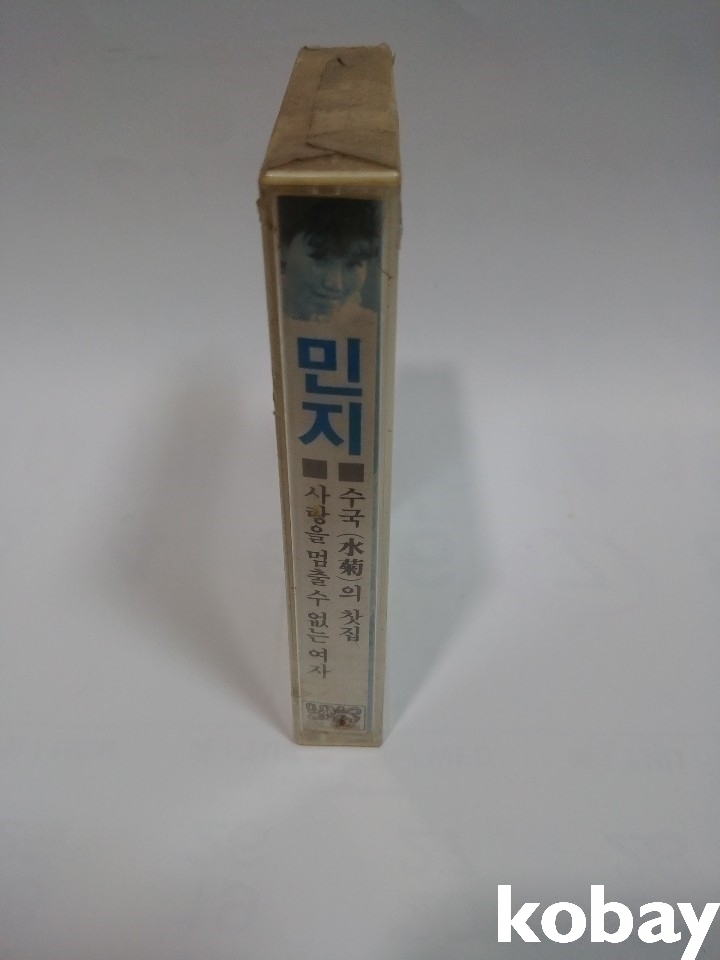 민지
■ 수국(水菊)의 찻집
■ 사랑을 멈출 수 없는 여자
kobay